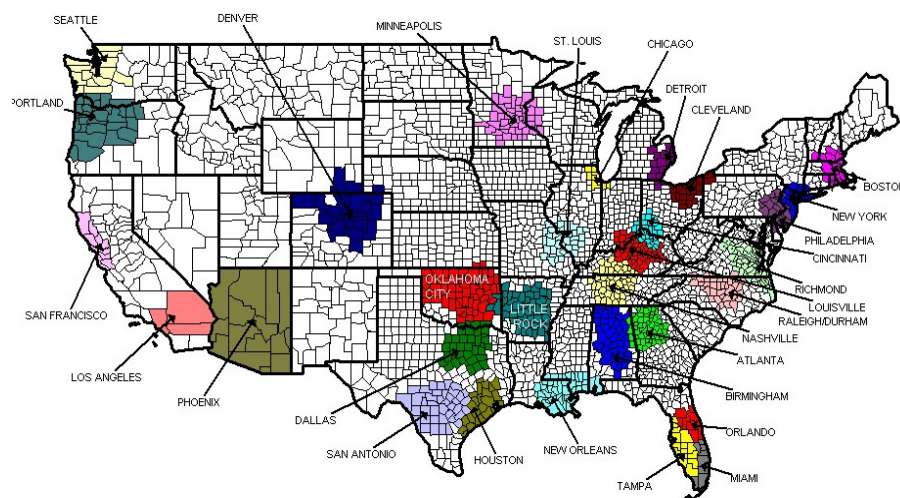 SEATTLE
DENVER
MINNEAPOLIS
ST. LOUIS
CHICAGO
DETROIT
CLEVELAND
PORTLAND
BOSTON
NEW YORK
PHILADELPHIA
CINCINNATI
RICHMOND
LOUISVILLE
RALEIGH/DURHAM
NASHVILLE
ATLANTA
BIRMINGHAM
OKLAHOMA
CITY
LITTLE
ROCK
SAN FRANCISCO
LOS ANGELES
PHOENIX
DALLAS
SAN ANTONIO
HOUSTON
NEW ORLEANS
ORLANDO
TAMPA
MIAMI